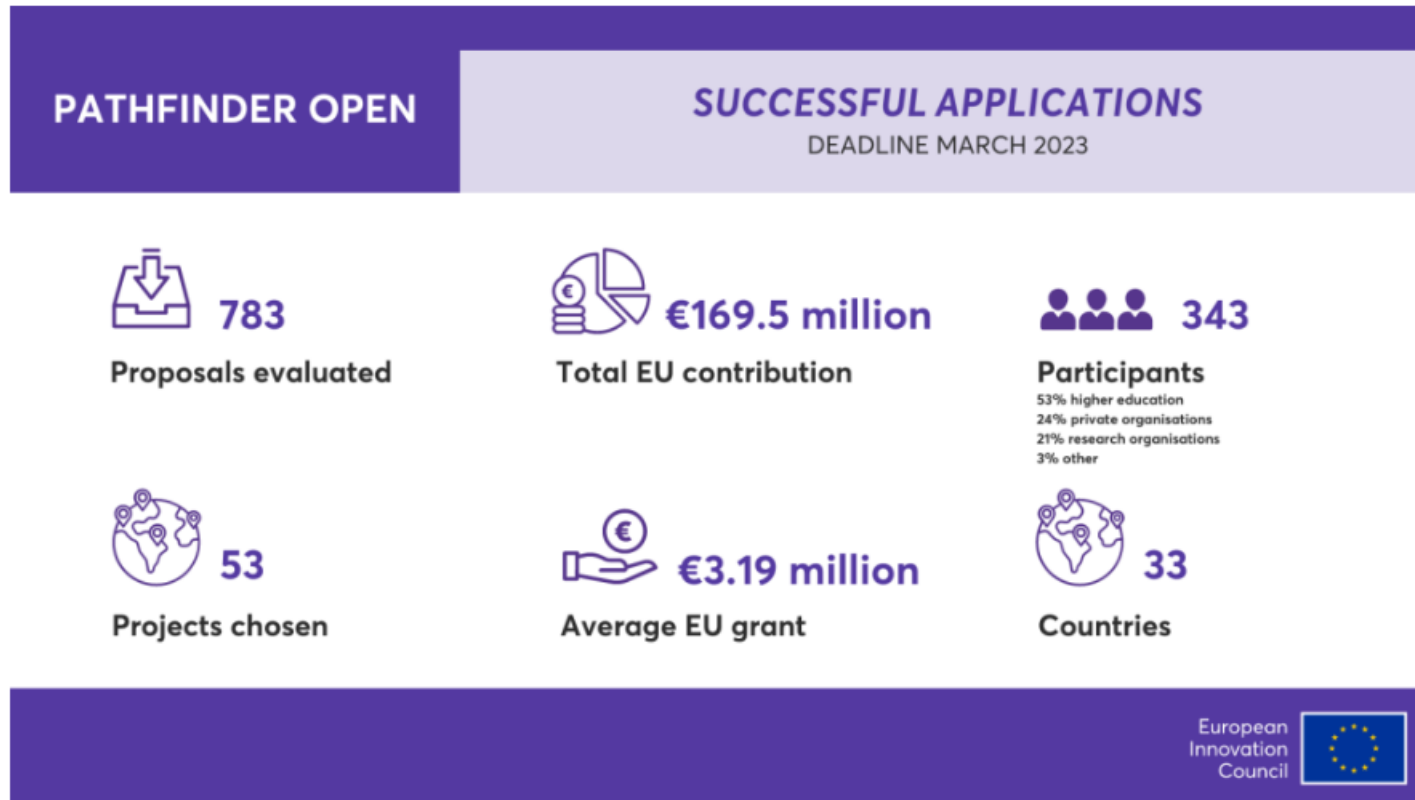 PATHFINDER OPEN
SUCCESSFUL APPLICATIONS
DEADLINE MARCH 2023
783
Proposals evaluated
€
€169.5 million
Total EU contribution
343
Participants
53% higher education
24% private organisations
21% research organisations
3% other
53
Projects chosen
€
€3.19 million
Average EU grant
33
Countries
European
Innovation
Council